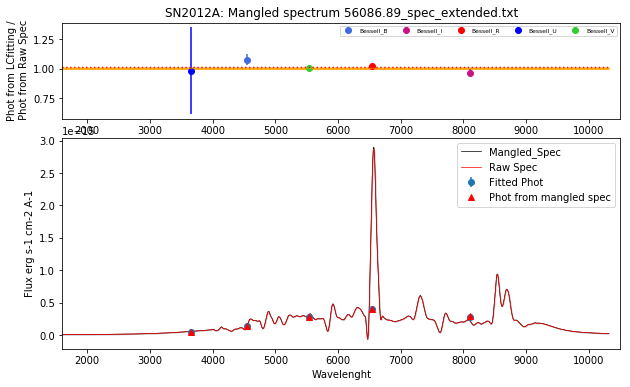 SN2012A: Mangled spectrum 56086.89_spec_extended.txt
Phot from LCfitting /
Phot from Raw Spec
1.25
1.00
0.75
Bessell_B
Bessell_I
Bessell_R
Bessell_U
Bessell_V
2000 3000 4000 5000 6000 7000 8000 9000 10000
1e−15
Flux erg s-1 cm-2 A-1
3.0
2.5
2.0
1.5
1.0
0.5
0.0
Mangled_Spec
Raw Spec
Fitted Phot
Phot from mangled spec
2000 3000 4000 5000 6000 7000 8000 9000 10000
Wavelenght